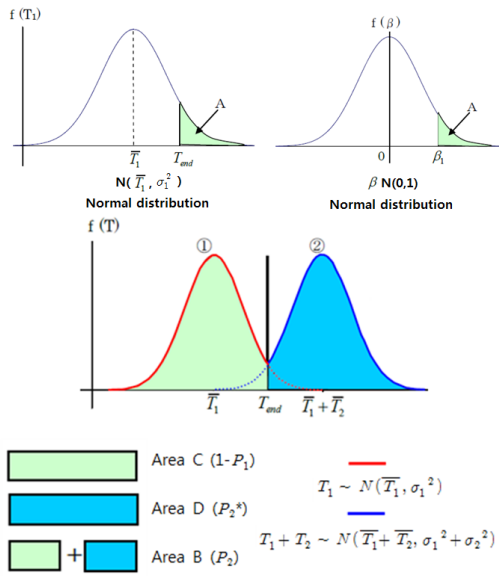 f (T₁)
A
T̅₁ T_end
N( T̅₁ , σ₁² )
Normal distribution
f ( β )
A
0 β₁
β N(0,1)
Normal distribution
f (T)
① ②
T̅₁ T_end T̅₁ + T̅₂
Area C (1-P₁)
Area D (P₂*)
+ Area B (P₂)
T₁ ~ N(T̅₁, σ₁²)
T₁ + T₂ ~ N(T̅₁ + T̅₂, σ₁² + σ₂²)